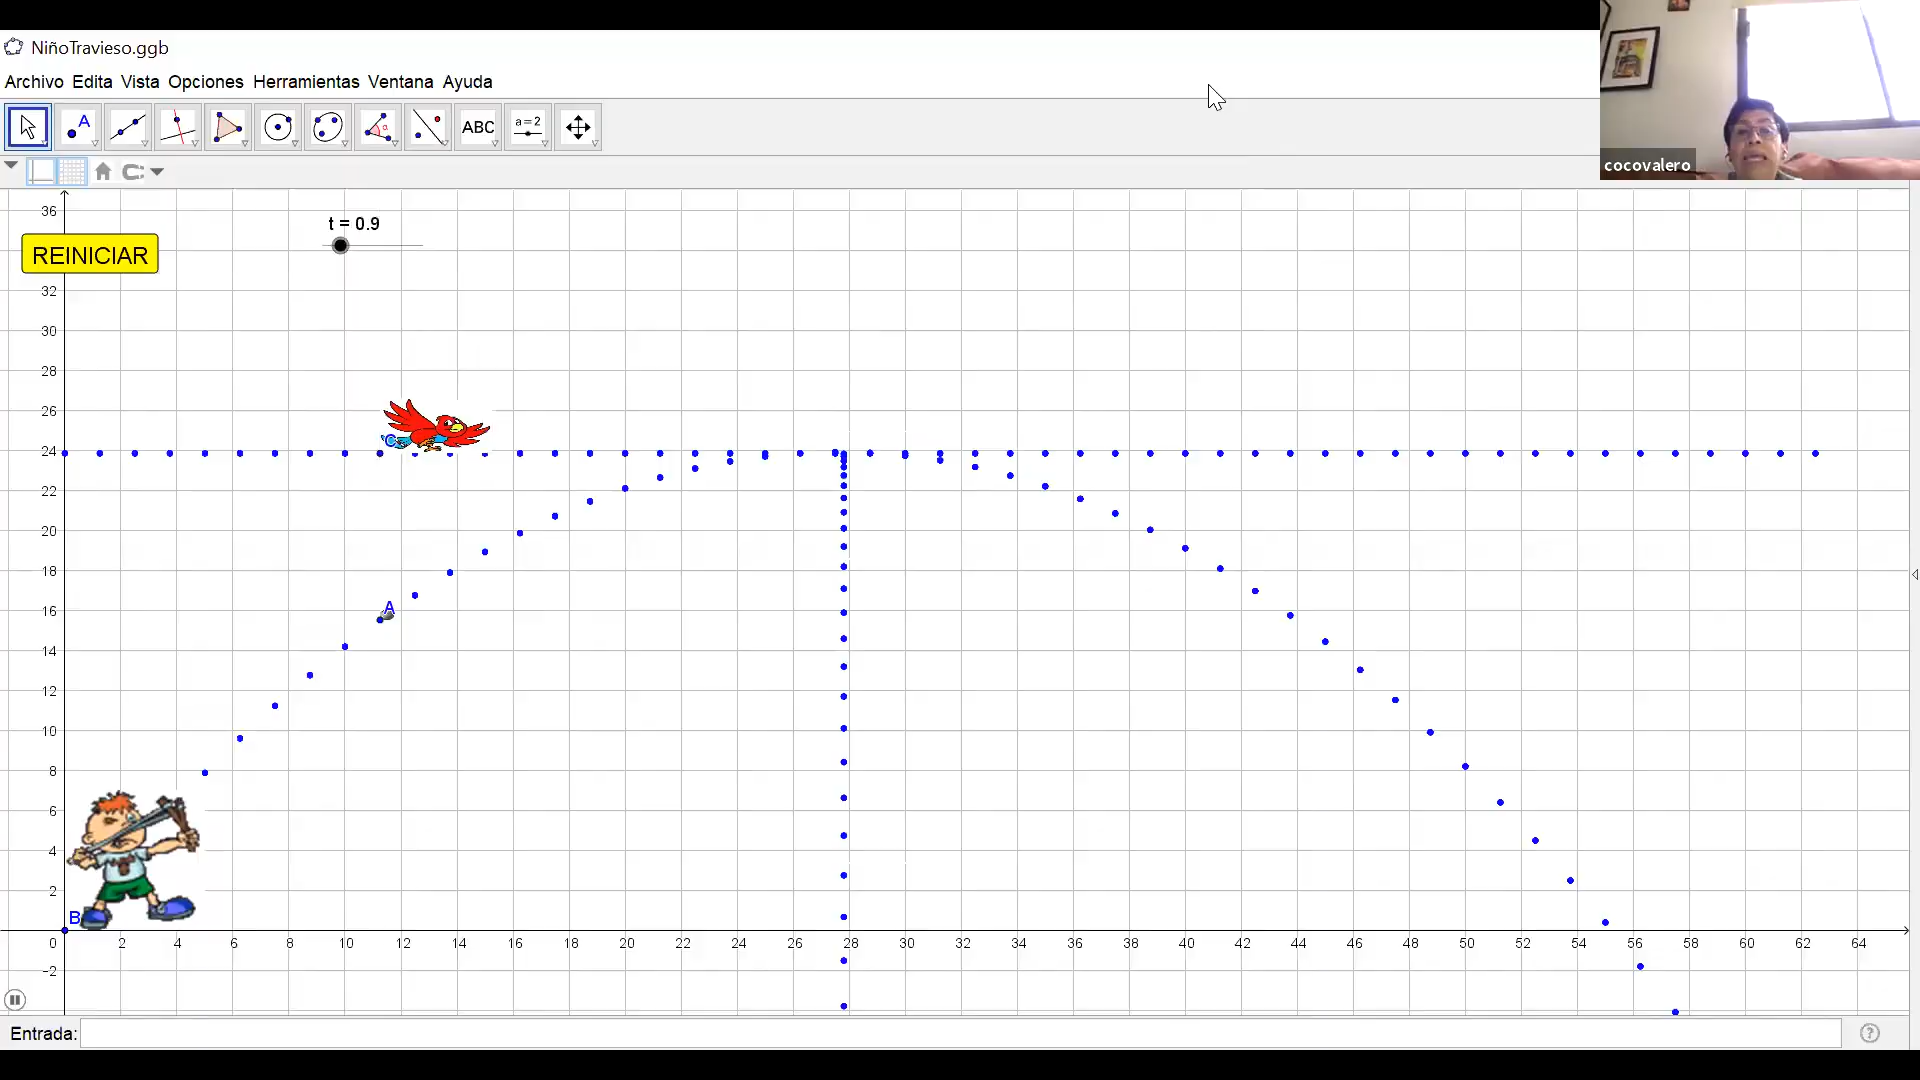 NiñoTravieso.ggb
Archivo Edita Vista Opciones Herramientas Ventana Ayuda
A
α
ABC
a=2
cocovalero
t = 0.9
REINICIAR
36
32
30
28
26
24
22
20
18
16
14
12
10
8
6
4
2
0
-2
C
A
B
2 4 6 8 10 12 14 16 18 20 22 24 26 28 30 32 34 36 38 40 42 44 46 48 50 52 54 56 58 60 62 64
Entrada:
?